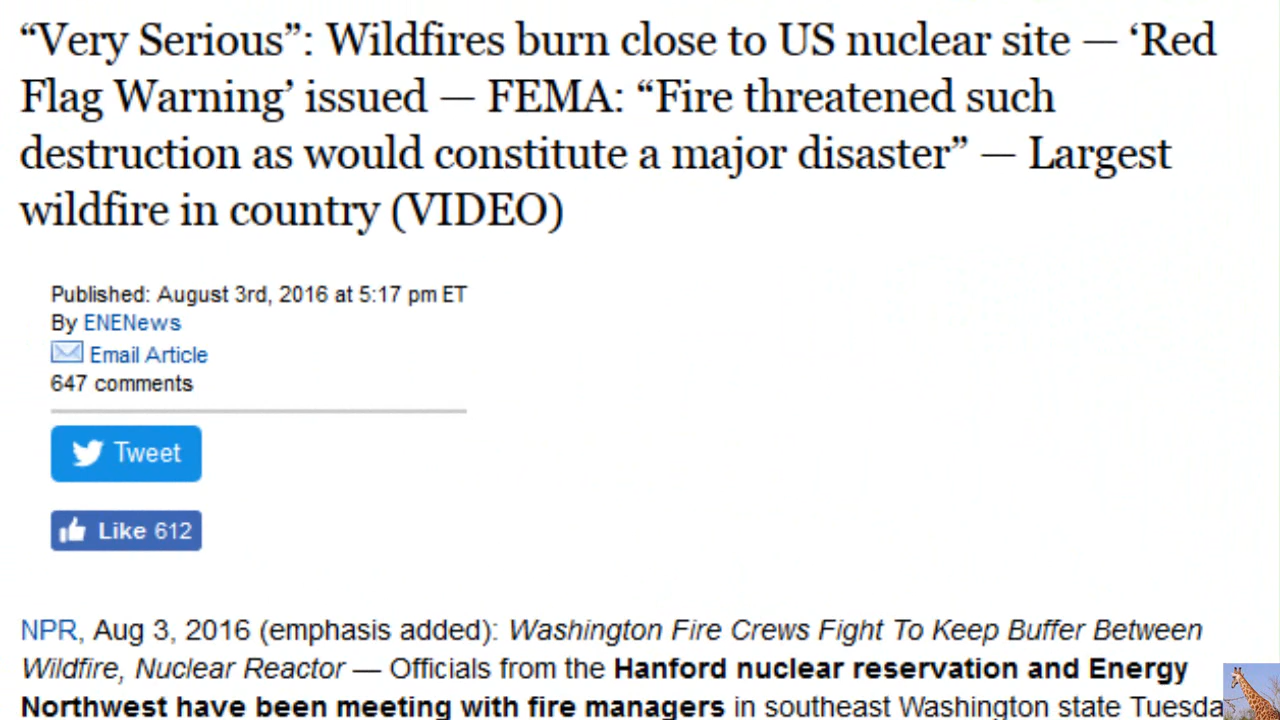 “Very Serious”: Wildfires burn close to US nuclear site — ‘Red
Flag Warning’ issued — FEMA: “Fire threatened such
destruction as would constitute a major disaster” — Largest
wildfire in country (VIDEO)
Published: August 3rd, 2016 at 5:17 pm ET
By ENENews
Email Article
647 comments
Tweet
Like 612
NPR, Aug 3, 2016 (emphasis added): Washington Fire Crews Fight To Keep Buffer Between
Wildfire, Nuclear Reactor — Officials from the Hanford nuclear reservation and Energy
Northwest have been meeting with fire managers in southeast Washington state Tuesda